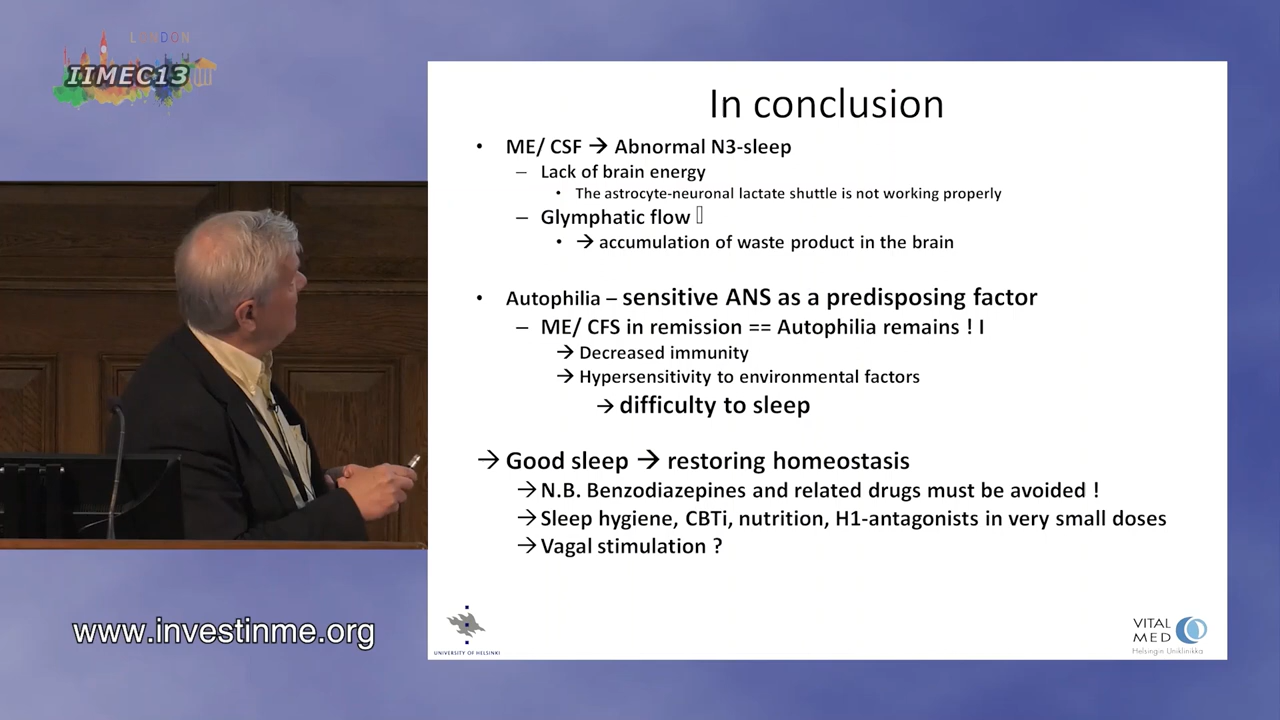 LONDON
IIMEC13
In conclusion
• ME/ CSF → Abnormal N3-sleep
– Lack of brain energy
• The astrocyte-neuronal lactate shuttle is not working properly
– Glymphatic flow
• → accumulation of waste product in the brain
• Autophilia – sensitive ANS as a predisposing factor
– ME/ CFS in remission == Autophilia remains ! I
→ Decreased immunity
→ Hypersensitivity to environmental factors
→ difficulty to sleep
→ Good sleep → restoring homeostasis
→ N.B. Benzodiazepines and related drugs must be avoided !
→ Sleep hygiene, CBTi, nutrition, H1-antagonists in very small doses
→ Vagal stimulation ?
www.investinme.org
UNIVERSITY OF HELSINKI
VITAL
MED
Helsingin Uniklinikka